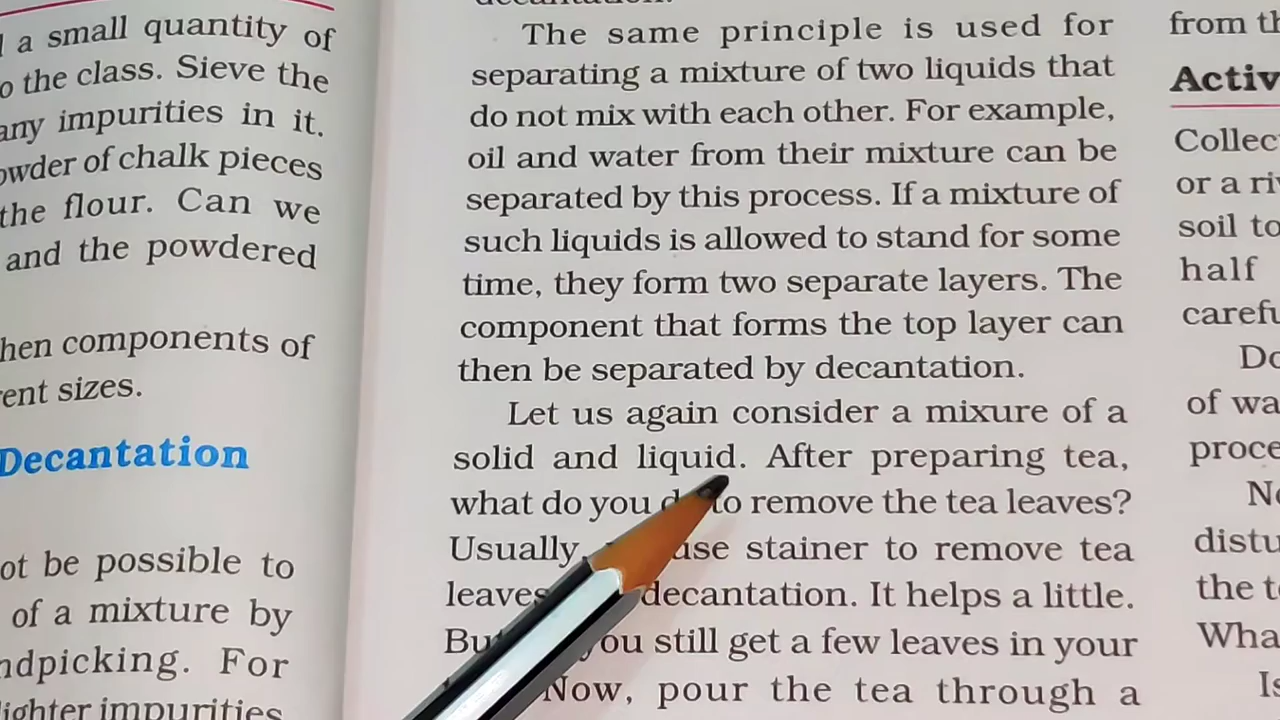 a small quantity of
o the class. Sieve the
any impurities in it.
owder of chalk pieces
the flour. Can we
and the powdered
hen components of
ent sizes.
Decantation
ot be possible to
of a mixture by
ndpicking. For
lighter impurities
decantation.
The same principle is used for
separating a mixture of two liquids that
do not mix with each other. For example,
oil and water from their mixture can be
separated by this process. If a mixture of
such liquids is allowed to stand for some
time, they form two separate layers. The
component that forms the top layer can
then be separated by decantation.
Let us again consider a mixure of a
solid and liquid. After preparing tea,
what do you to remove the tea leaves?
Usually, use stainer to remove tea
leaves decantation. It helps a little.
But you still get a few leaves in your
Now, pour the tea through a
from th
Activ
Collec
or a riv
soil to
half
carefu
Do
of wa
proce
No
distu
the to
Wha
Is